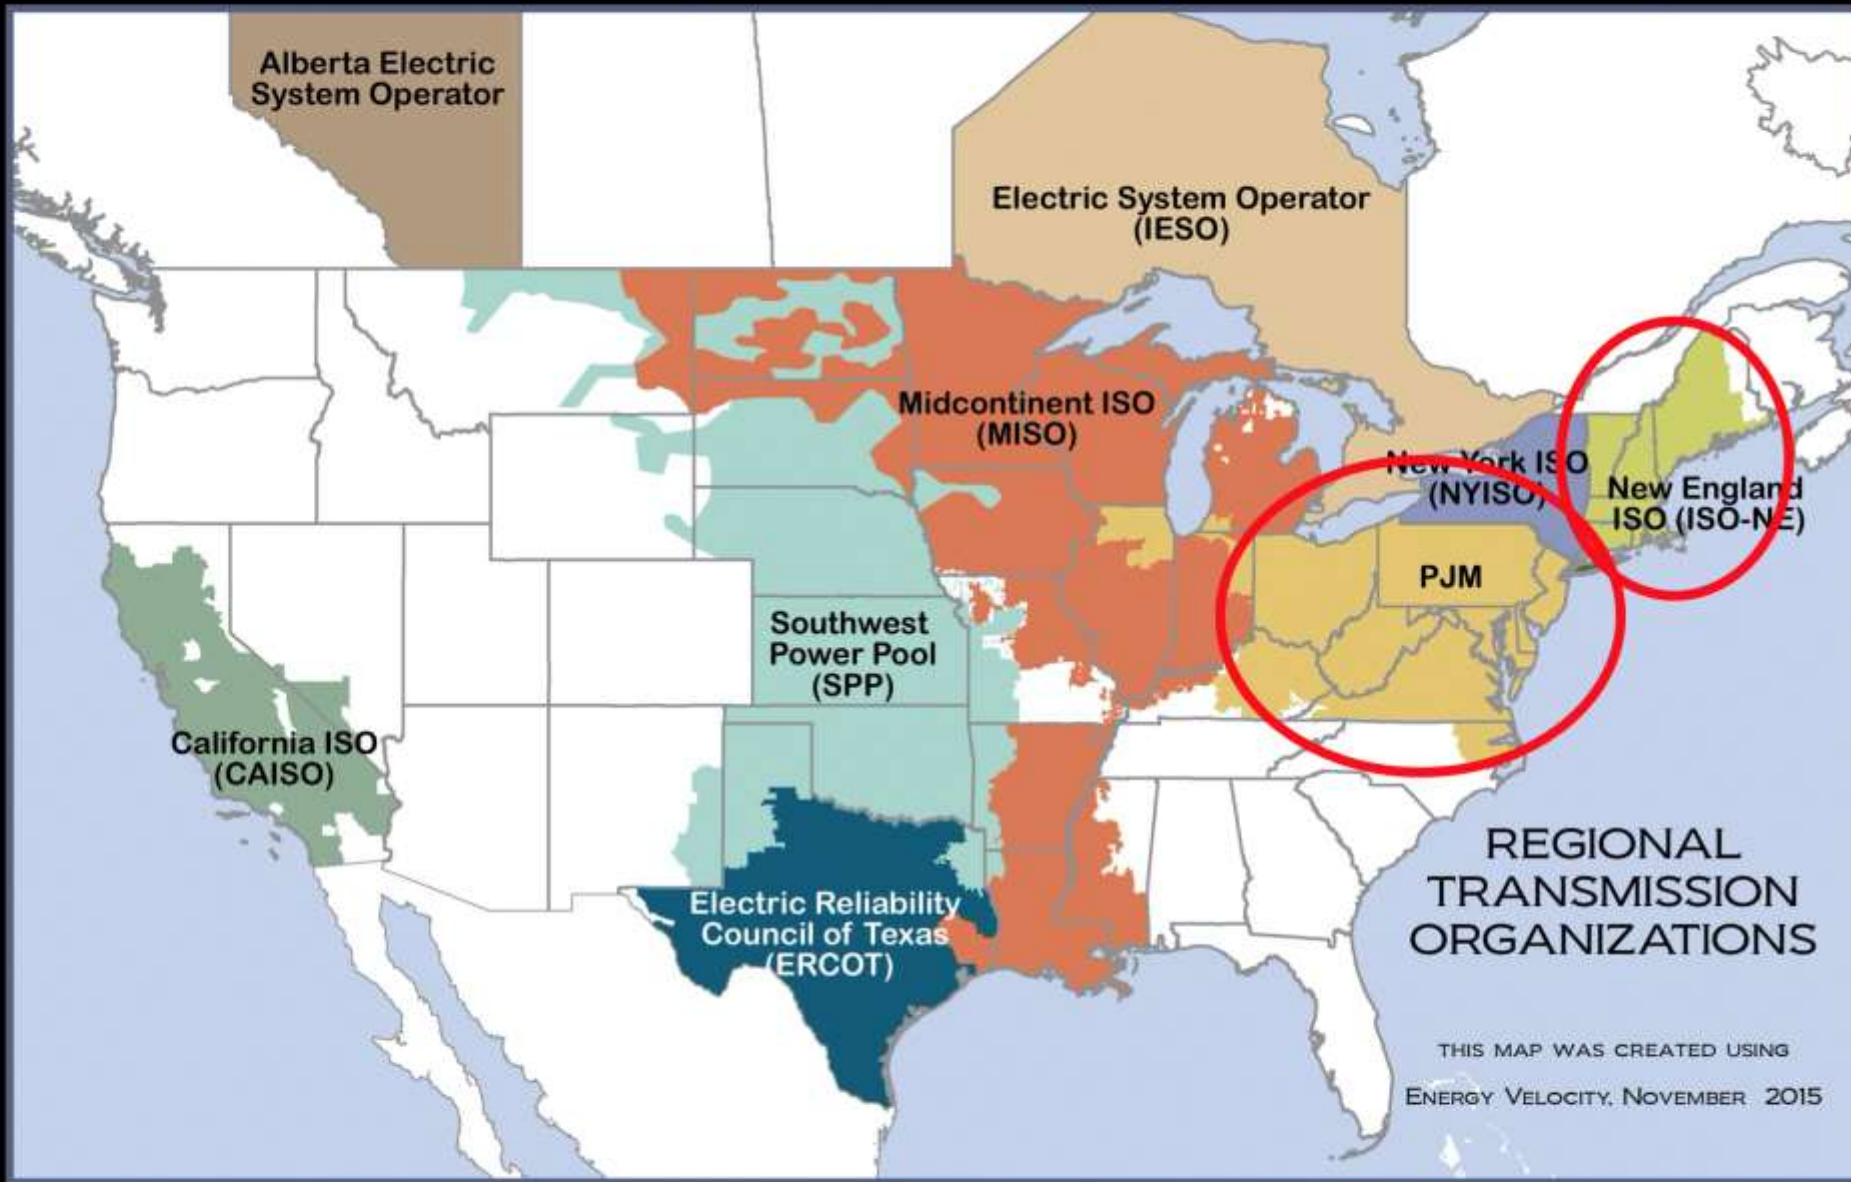 Alberta Electric
System Operator
Electric System Operator
(IESO)
Midcontinent ISO
(MISO)
New York ISO
(NYISO)
New England
ISO (ISO-NE)
PJM
Southwest
Power Pool
(SPP)
California ISO
(CAISO)
Electric Reliability
Council of Texas
(ERCOT)
REGIONAL
TRANSMISSION
ORGANIZATIONS
THIS MAP WAS CREATED USING
ENERGY VELOCITY, NOVEMBER 2015